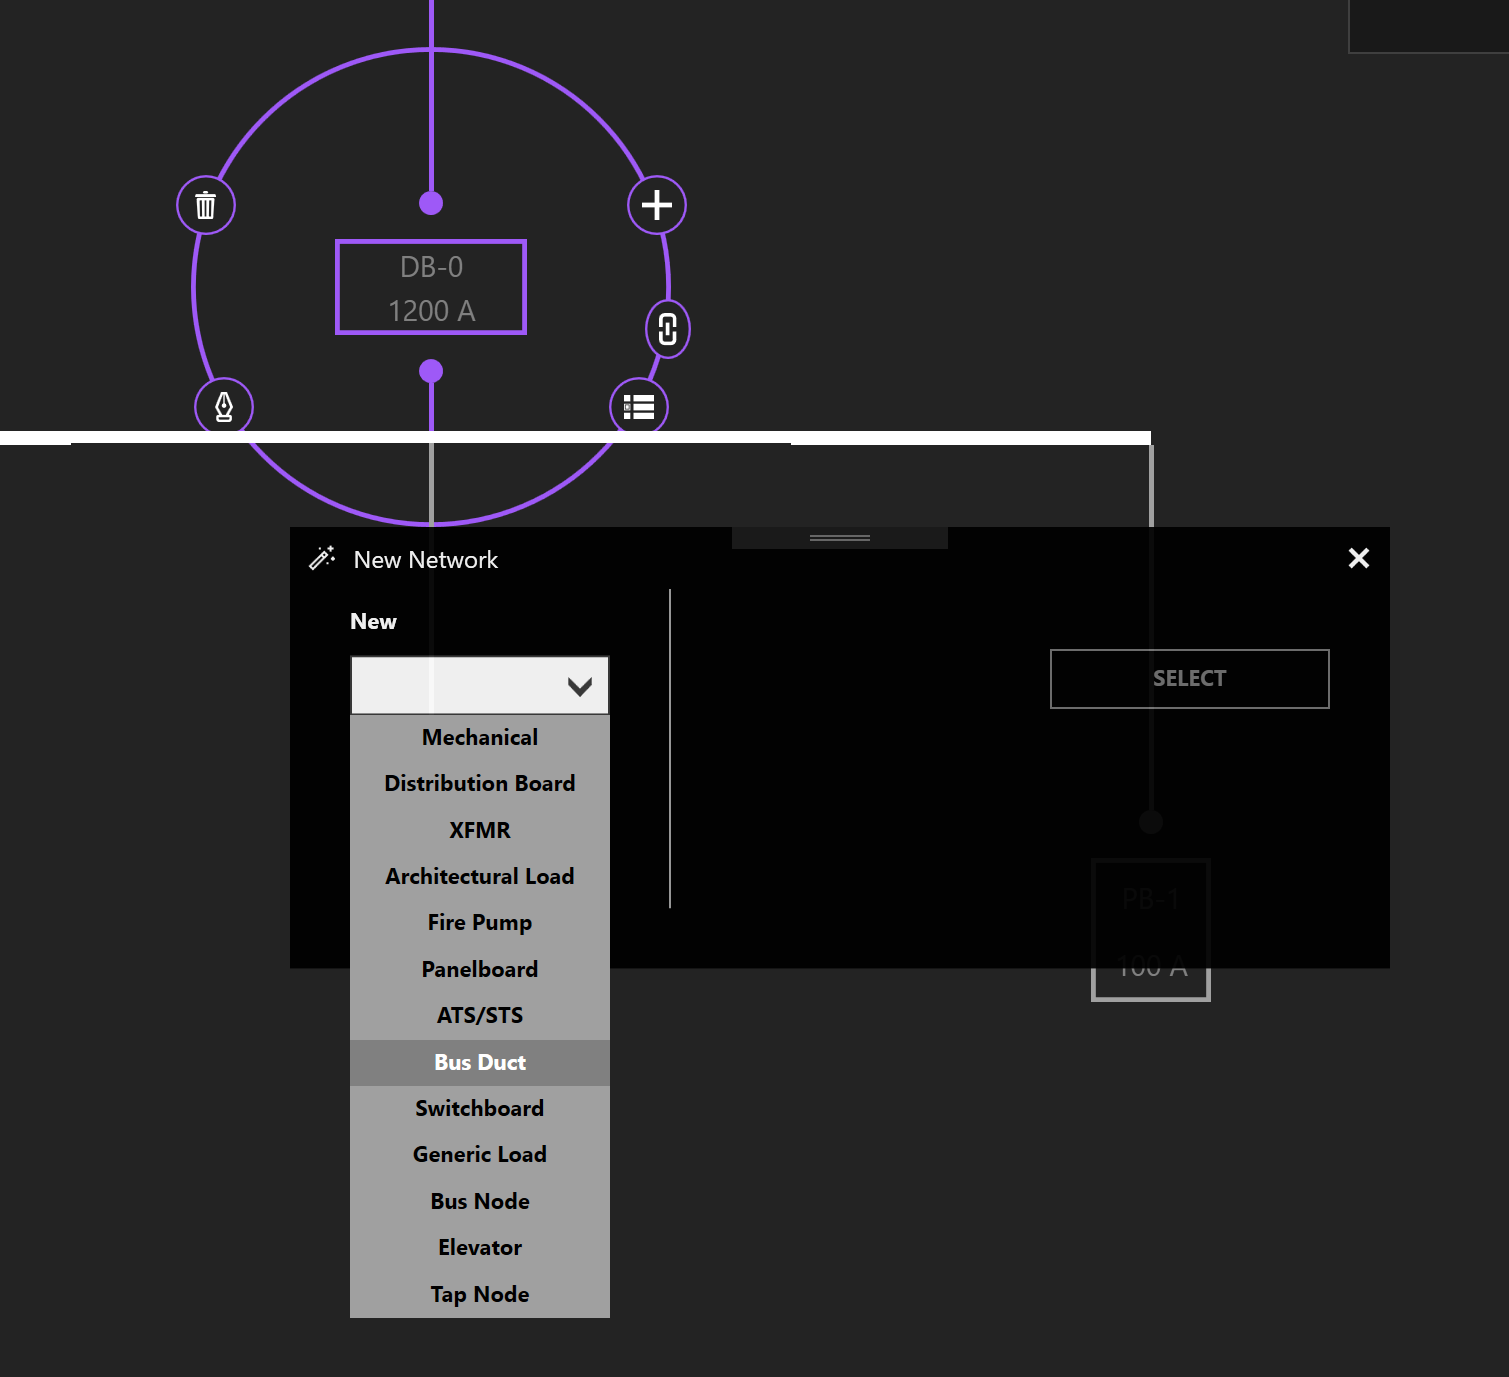 DB-0
1200 A
New Network
New
SELECT
Mechanical
Distribution Board
XFMR
Architectural Load
Fire Pump
PB-1
Panelboard
100 A
ATS/STS
Bus Duct
Switchboard
Generic Load
Bus Node
Elevator
Tap Node